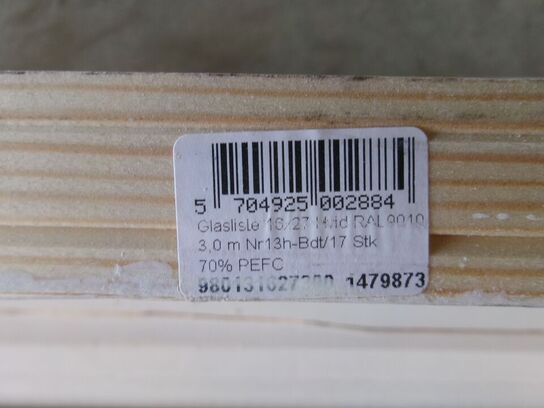 5 704925 002884
Glasliste 16/27 Hvid RAL9010
3,0 m Nr13h-Bdt/17 Stk
70% PEFC
1479873